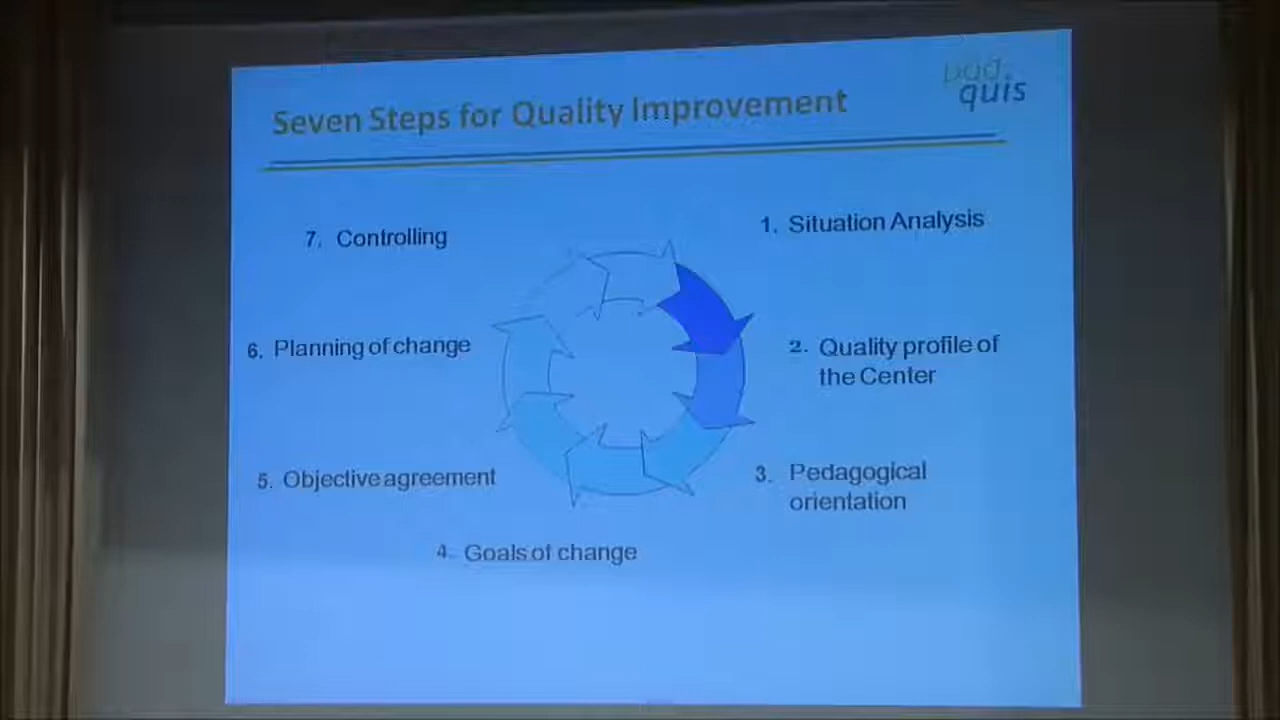 Seven Steps for Quality Improvement
pad.
quis
1. Situation Analysis
2. Quality profile of
the Center
3. Pedagogical
orientation
4. Goals of change
5. Objective agreement
6. Planning of change
7. Controlling